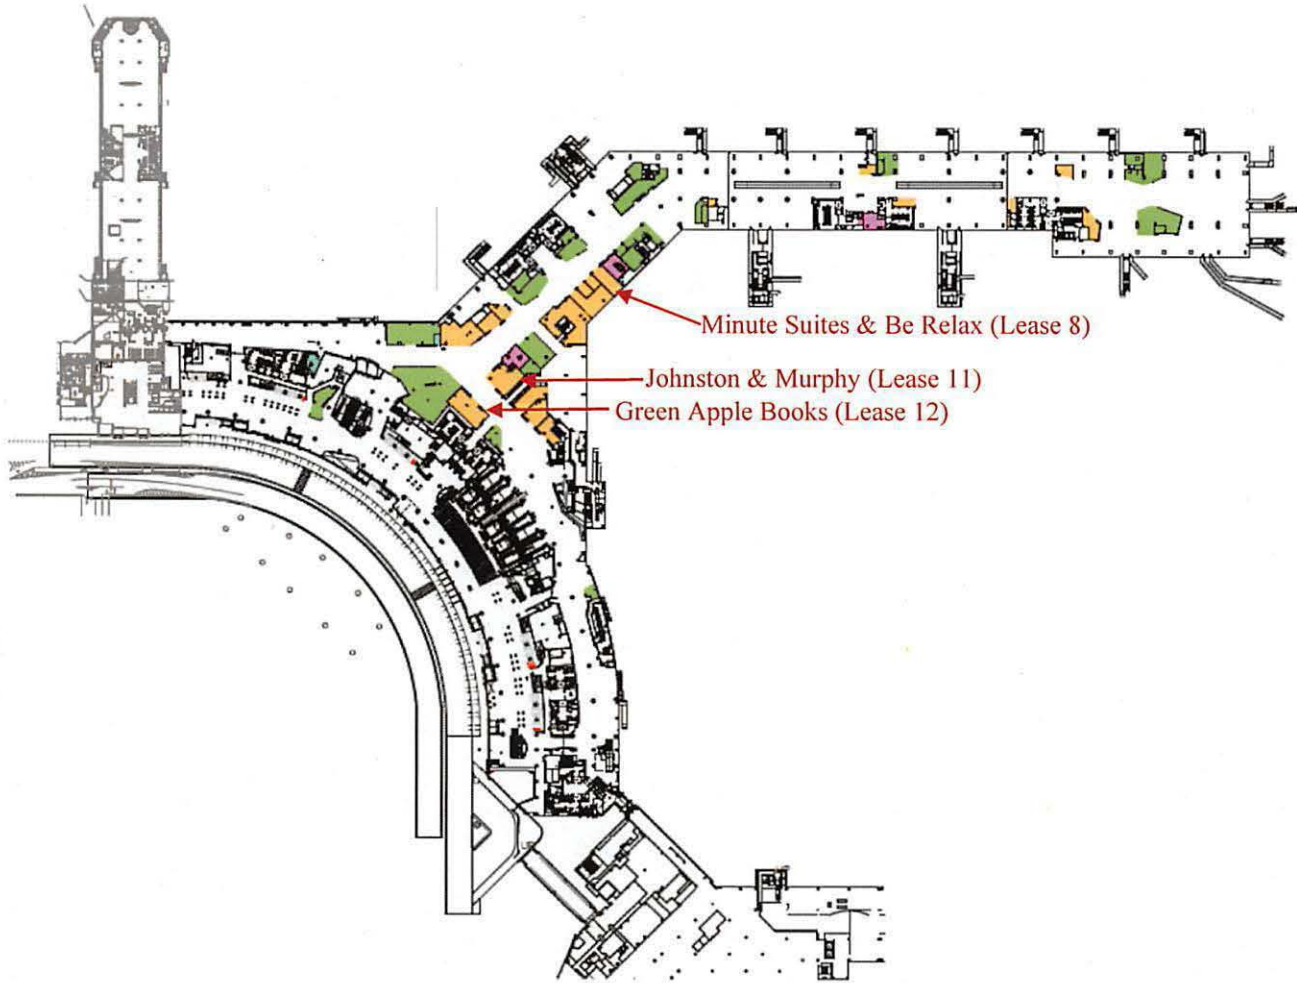 Minute Suites & Be Relax (Lease 8)
Johnston & Murphy (Lease 11)
Green Apple Books (Lease 12)